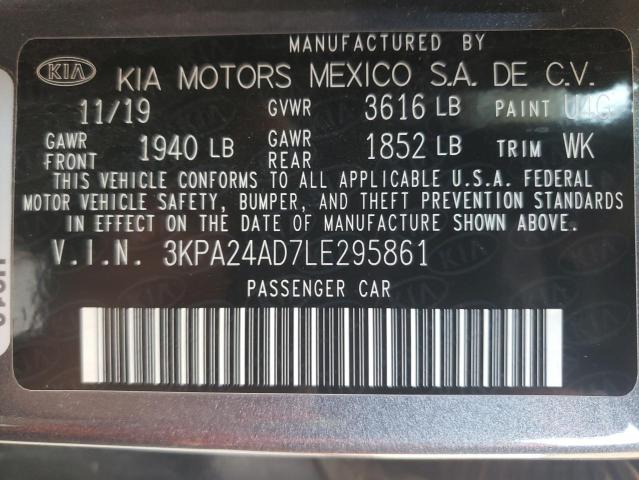 MANUFACTURED BY
KIA KIA MOTORS MEXICO S.A. DE C.V.
11/19 GVWR 3616 LB PAINT U4G
GAWR FRONT 1940 LB GAWR REAR 1852 LB TRIM WK
THIS VEHICLE CONFORMS TO ALL APPLICABLE U.S.A. FEDERAL
MOTOR VEHICLE SAFETY, BUMPER, AND THEFT PREVENTION STANDARDS
IN EFFECT ON THE DATE OF MANUFACTURE SHOWN ABOVE.
V.I.N. 3KPA24AD7LE295861
PASSENGER CAR